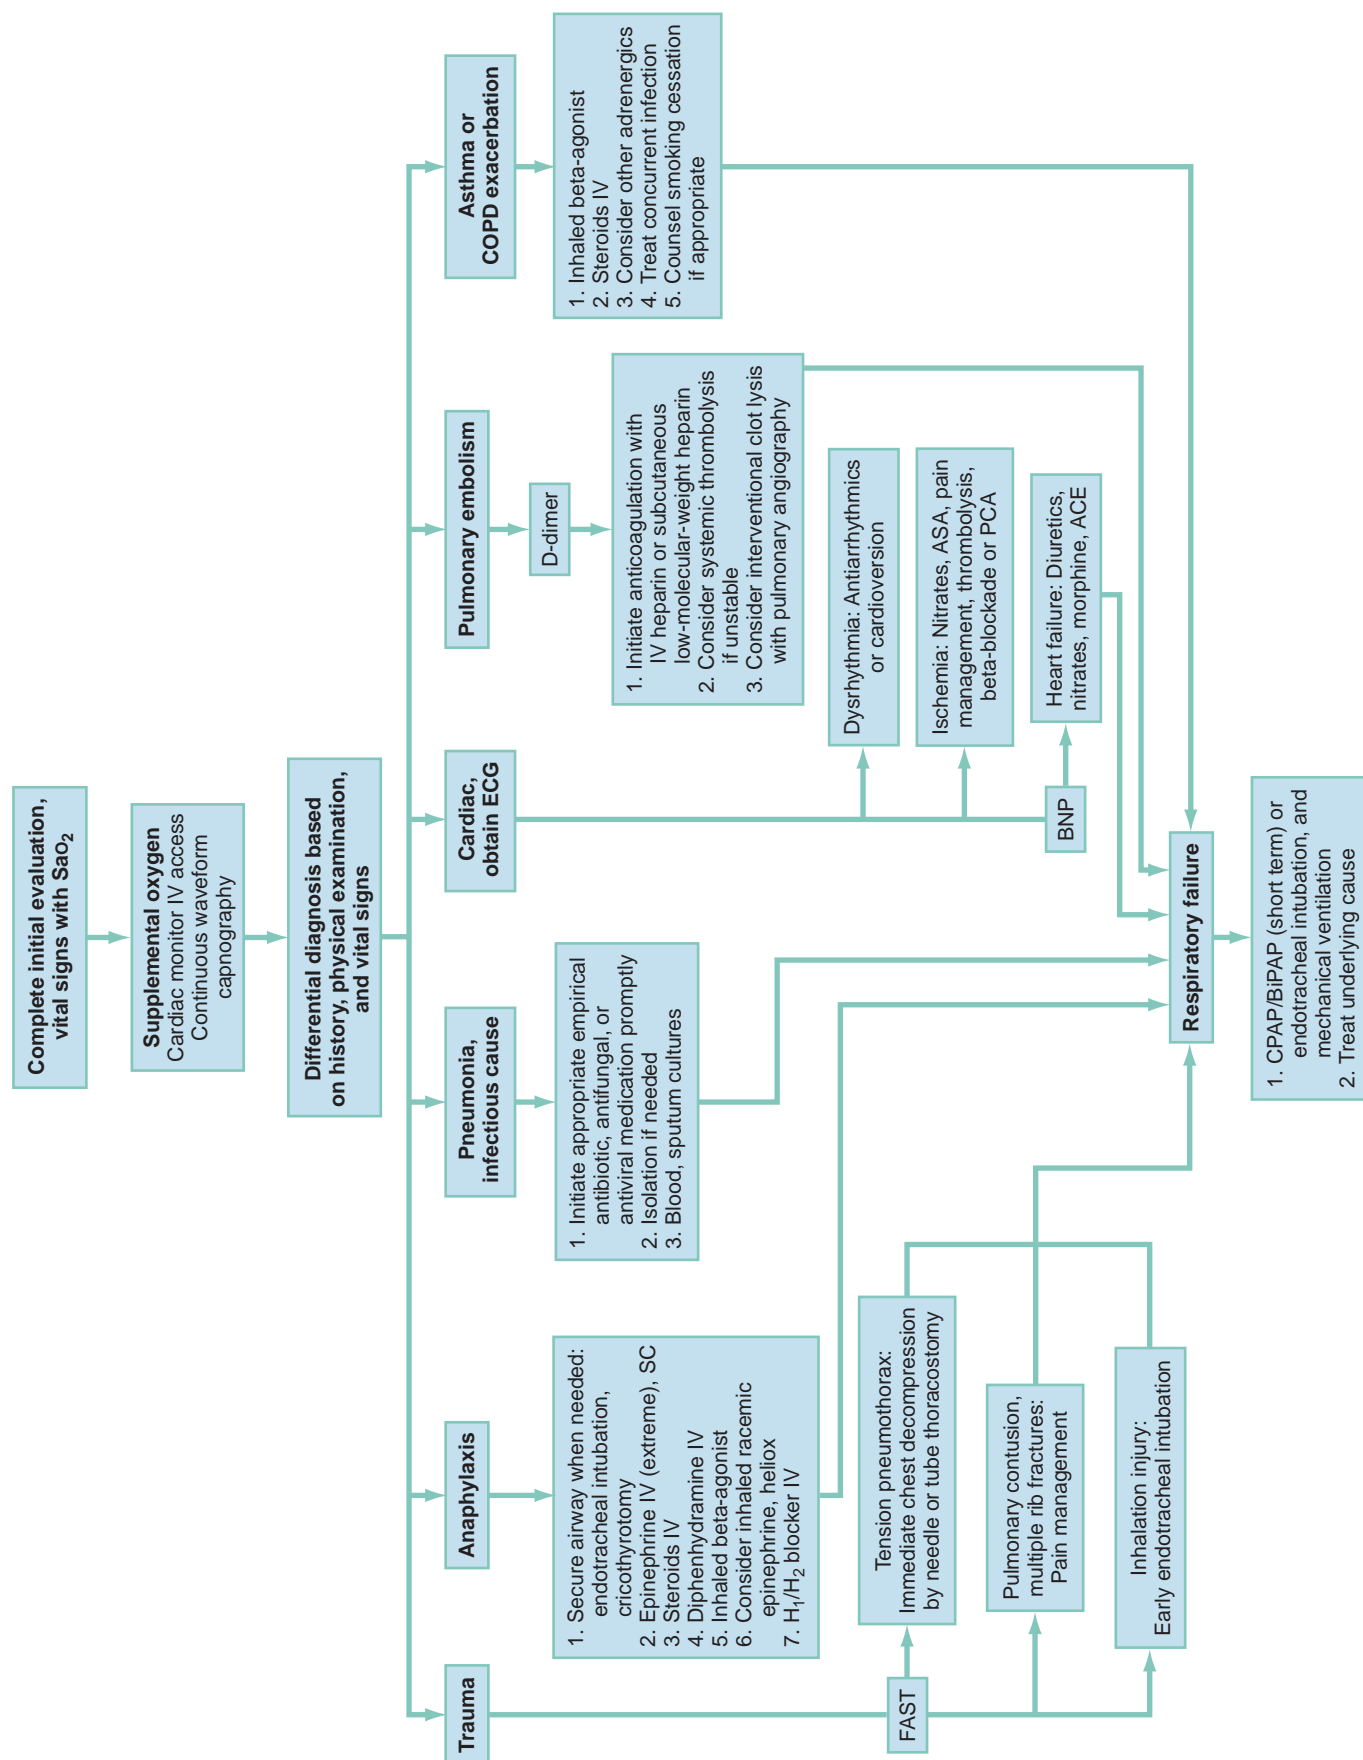 Complete initial evaluation,
vital signs with SaO₂
Supplemental oxygen
Cardiac monitor IV access
Continuous waveform
capnography
Differential diagnosis based
on history, physical examination,
and vital signs
Trauma
FAST
Tension pneumothorax:
Immediate chest decompression
by needle or tube thoracostomy
Pulmonary contusion,
multiple rib fractures:
Pain management
Inhalation injury:
Early endotracheal intubation
Anaphylaxis
1. Secure airway when needed:
endotracheal intubation,
cricothyrotomy
2. Epinephrine IV (extreme), SC
3. Steroids IV
4. Diphenhydramine IV
5. Inhaled beta-agonist
6. Consider inhaled racemic
epinephrine, heliox
7. H₁/H₂ blocker IV
Pneumonia,
infectious cause
1. Initiate appropriate empirical
antibiotic, antifungal, or
antiviral medication promptly
2. Isolation if needed
3. Blood, sputum cultures
Cardiac,
obtain ECG
Dysrhythmia: Antiarrhythmics
or cardioversion
Ischemia: Nitrates, ASA, pain
management, thrombolysis,
beta-blockade or PCA
BNP
Heart failure: Diuretics,
nitrates, morphine, ACE
Pulmonary embolism
D-dimer
1. Initiate anticoagulation with
IV heparin or subcutaneous
low-molecular-weight heparin
2. Consider systemic thrombolysis
if unstable
3. Consider interventional clot lysis
with pulmonary angiography
Asthma or
COPD exacerbation
1. Inhaled beta-agonist
2. Steroids IV
3. Consider other adrenergics
4. Treat concurrent infection
5. Counsel smoking cessation
if appropriate
Respiratory failure
1. CPAP/BiPAP (short term) or
endotracheal intubation, and
mechanical ventilation
2. Treat underlying cause